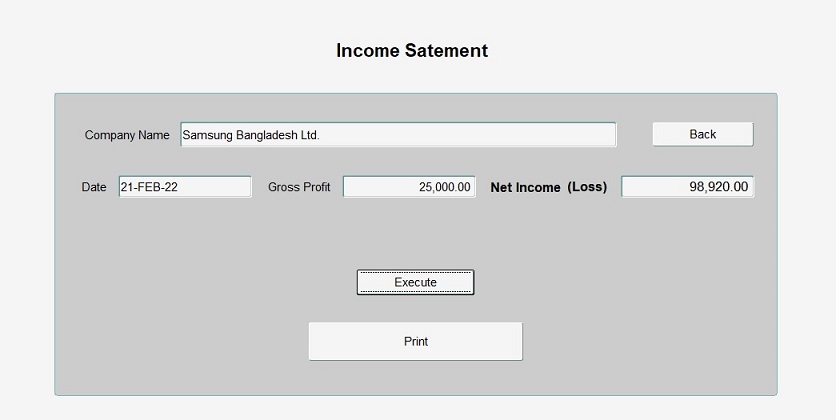 Income Satement
Company Name Samsung Bangladesh Ltd. Back
Date 21-FEB-22 Gross Profit 25,000.00 Net Income (Loss) 98,920.00
Execute
Print